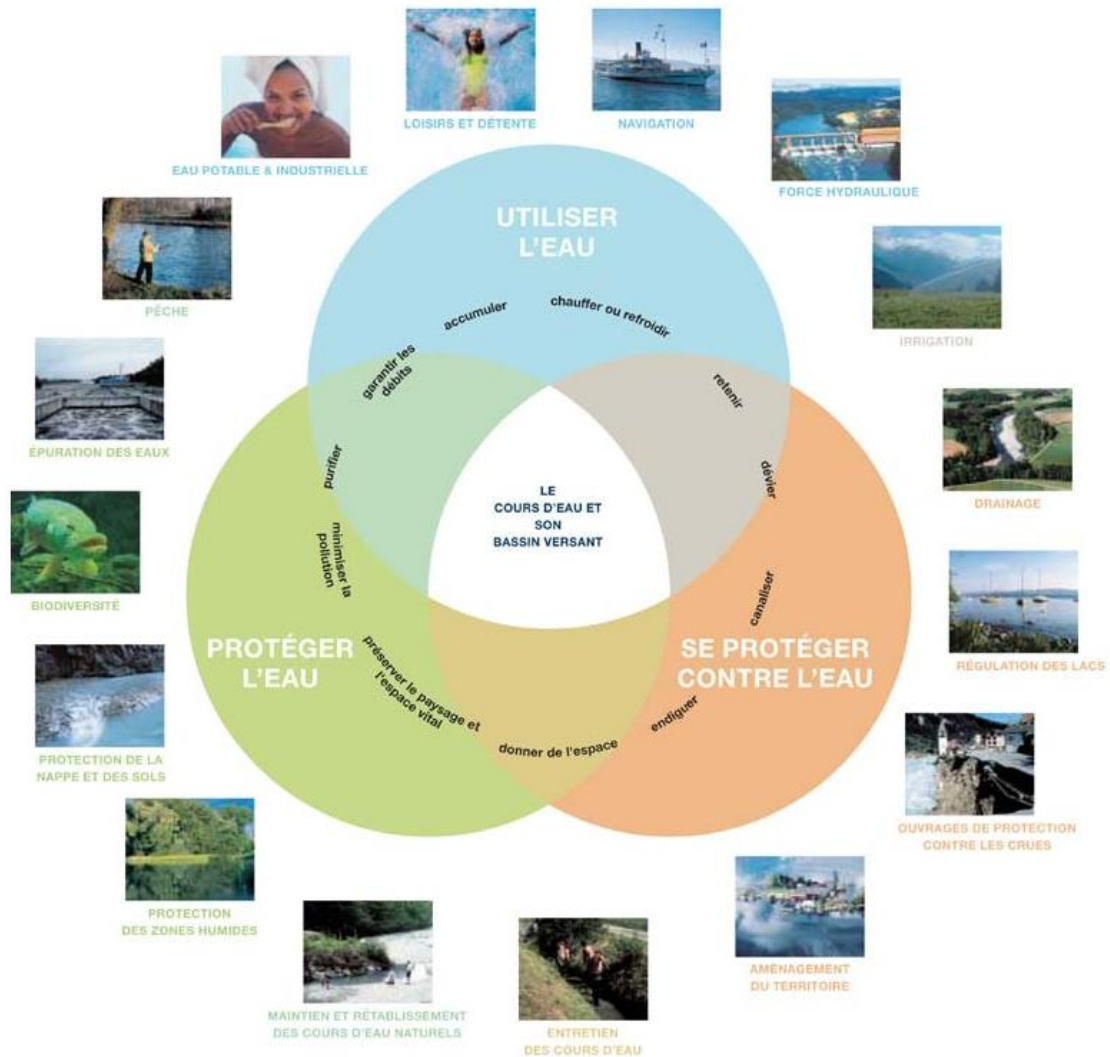 LOISIRS ET DÉTENTE
NAVIGATION
EAU POTABLE & INDUSTRIELLE
FORCE HYDRAULIQUE
PÊCHE
IRRIGATION
ÉPURATION DES EAUX
DRAINAGE
BIODIVERSITÉ
RÉGULATION DES LACS
PROTECTION DE LA
NAPPE ET DES SOLS
OUVRAGES DE PROTECTION
CONTRE LES CRUES
PROTECTION
DES ZONES HUMIDES
AMÉNAGEMENT
DU TERRITOIRE
MAINTIEN ET RÉTABLISSEMENT
DES COURS D'EAU NATURELS
ENTRETIEN
DES COURS D'EAU
UTILISER
L'EAU
accumuler
chauffer ou refroidir
garantir les
débits
retenir
purifier
dévier
LE
COURS D'EAU ET
SON
BASSIN VERSANT
minimiser la
pollution
canaliser
PROTÉGER
L'EAU
SE PROTÉGER
CONTRE L'EAU
préserver le paysage et
l'espace vital
endiguer
donner de l'espace